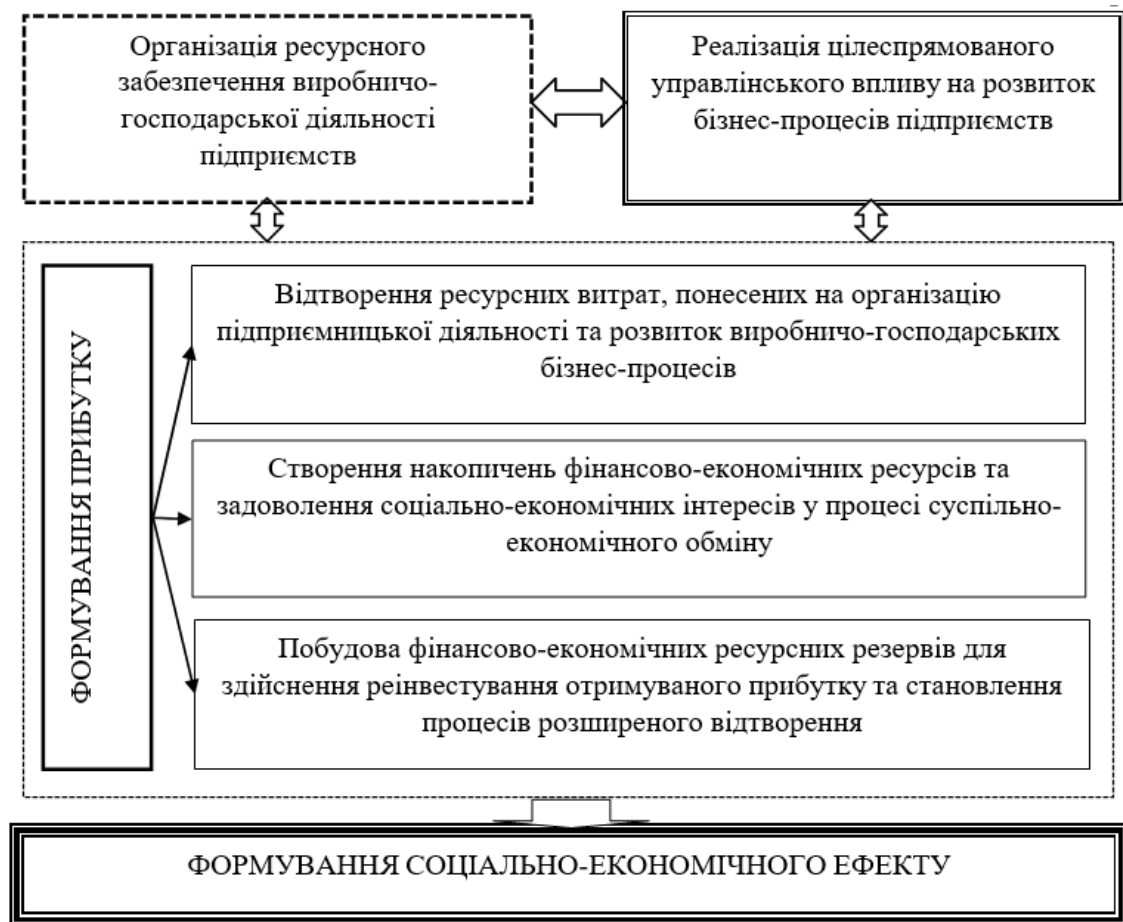 Організація ресурсного
забезпечення виробничо-
господарської діяльності
підприємств
Реалізація цілеспрямованого
управлінського впливу на розвиток
бізнес-процесів підприємств
ФОРМУВАННЯ ПРИБУТКУ
Відтворення ресурсних витрат, понесених на організацію
підприємницької діяльності та розвиток виробничо-господарських
бізнес-процесів
Створення накопичень фінансово-економічних ресурсів та
задоволення соціально-економічних інтересів у процесі суспільно-
економічного обміну
Побудова фінансово-економічних ресурсних резервів для
здійснення реінвестування отримуваного прибутку та становлення
процесів розширеного відтворення
ФОРМУВАННЯ СОЦІАЛЬНО-ЕКОНОМІЧНОГО ЕФЕКТУ